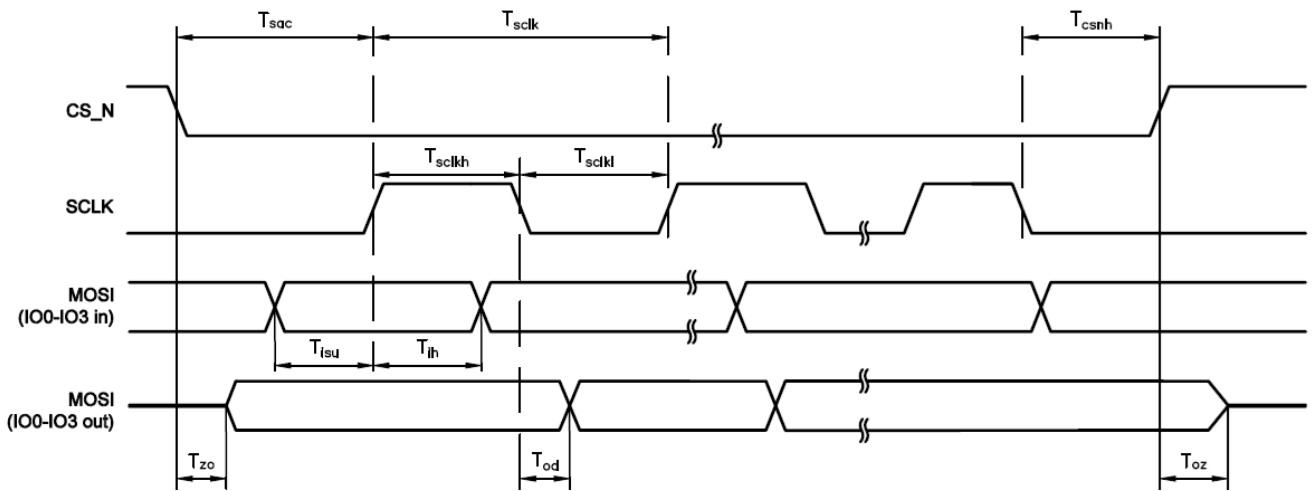 Tsac Tsclk Tcsnh
CS_N
Tsclkh Tsclkl
SCLK
MOSI
(IO0-IO3 in)
Tisu Tih
MOSI
(IO0-IO3 out)
Tzo Tod Toz